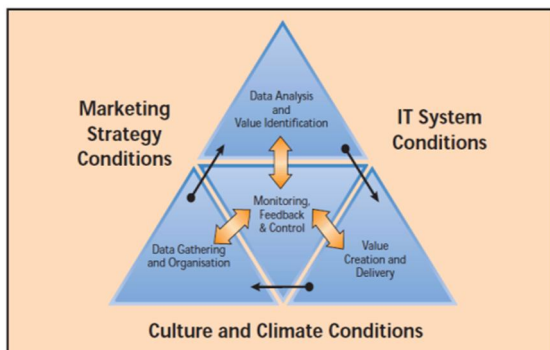 Data Analysis
and
Value Identification
Marketing
Strategy
Conditions
IT System
Conditions
Monitoring,
Feedback
& Control
Data Gathering
and Organisation
Value
Creation and
Delivery
Culture and Climate Conditions